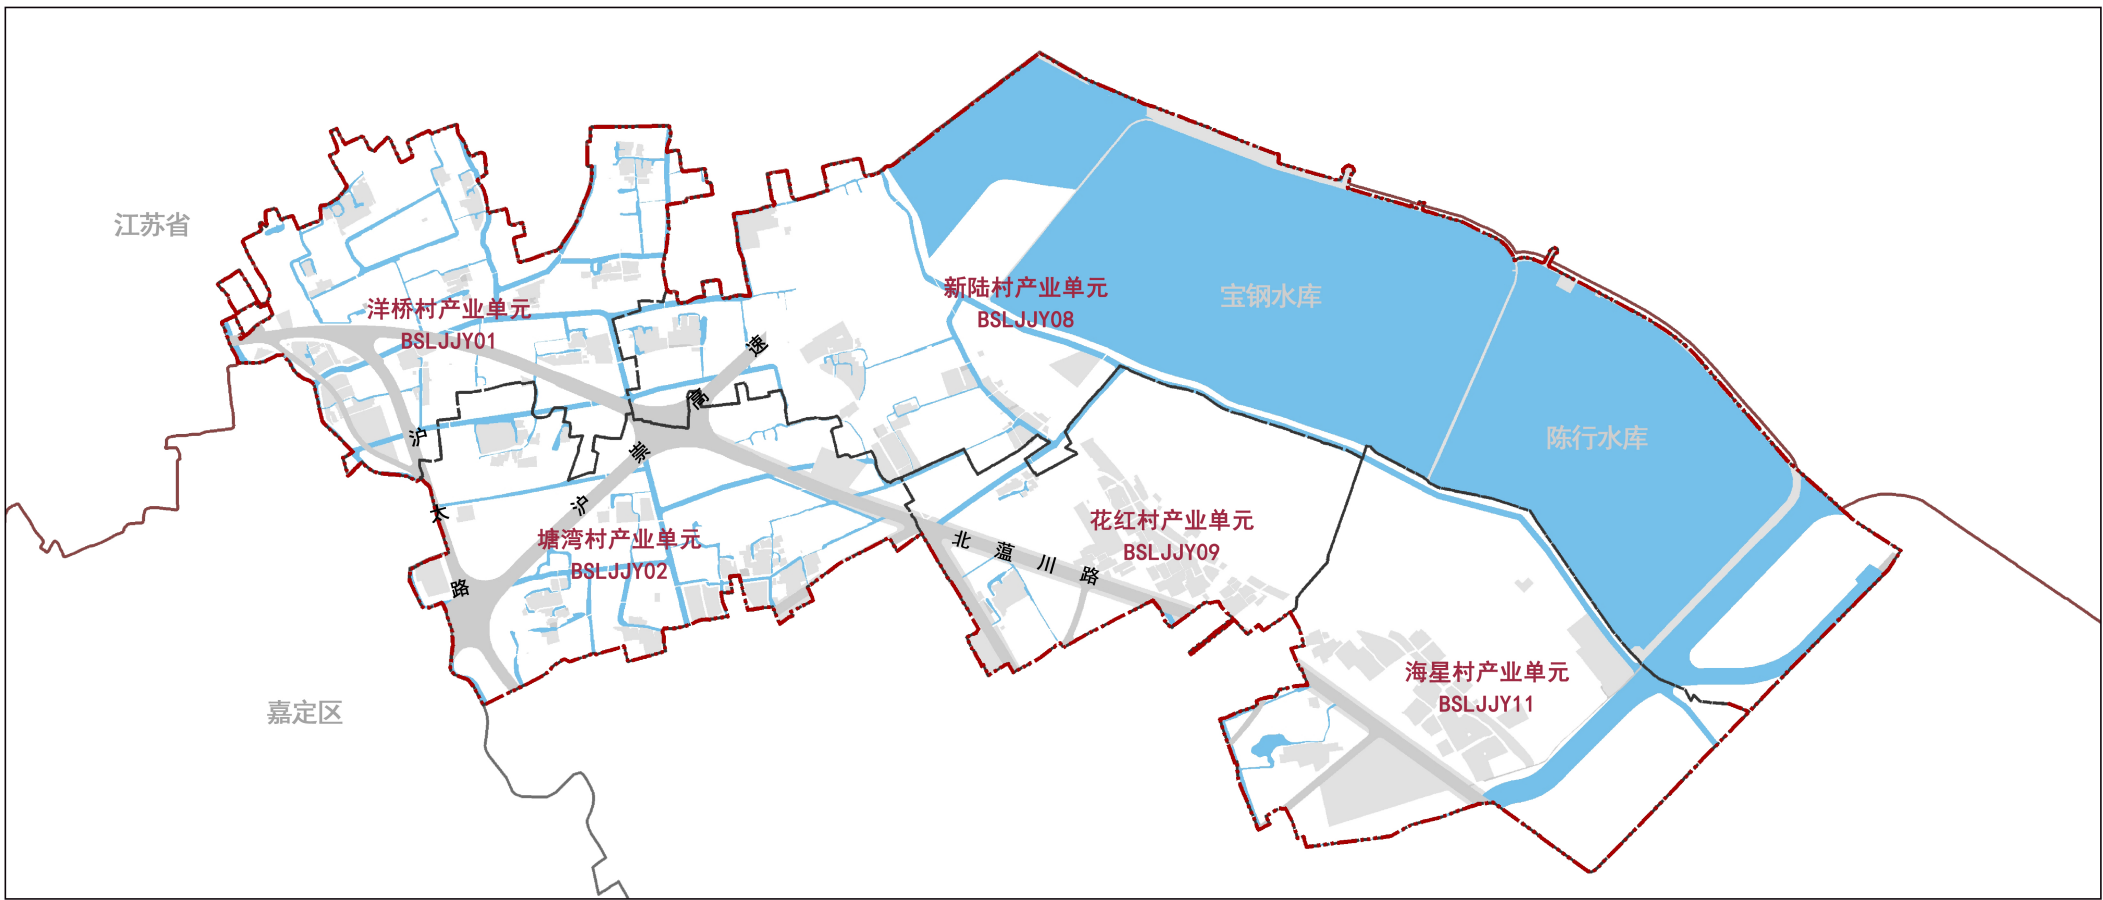 江苏省
新陆村产业单元
BSLJJY08
宝钢水库
洋桥村产业单元
BSLJJY01
陈行水库
沪崇高速
沪太路
花红村产业单元
BSLJJY09
塘湾村产业单元
BSLJJY02
北蕰川路
海星村产业单元
BSLJJY11
嘉定区